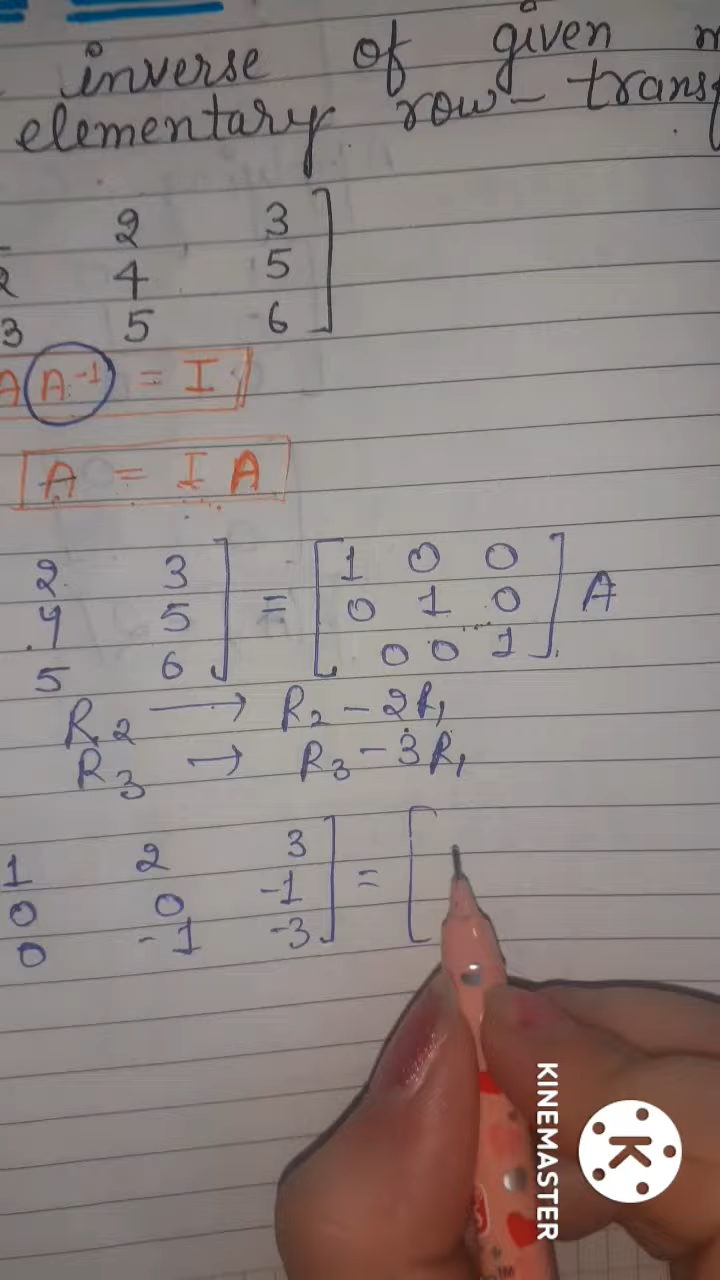 inverse of given
elementary row- trans
2 3
2 4 5
3 5 6
A A⁻¹ = I
A = I A
2 3 1 0 0
4 5 = 0 1 0 A
5 6 0 0 1
R₂ → R₂ - 2R₁
R₃ → R₃ - 3R₁
1 2 3
0 0 -1 =
0 -1 -3
KINEMASTER